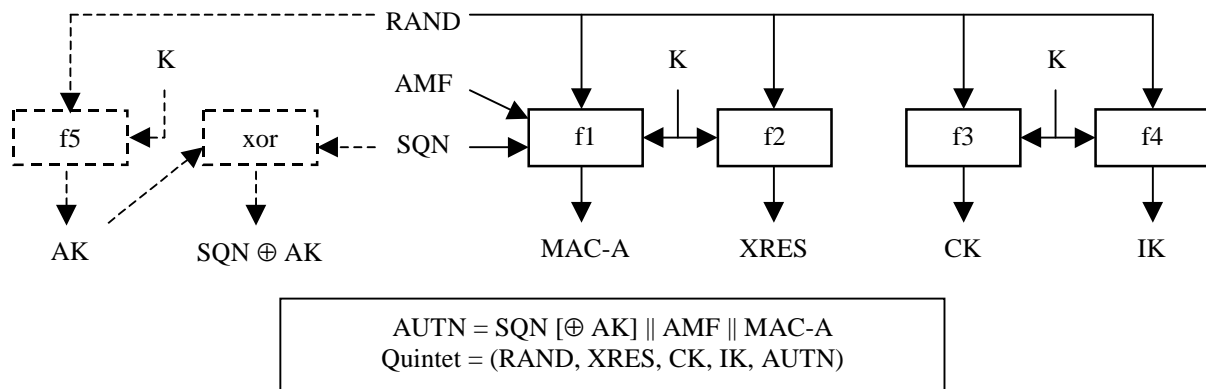 RAND
K
K
K
AMF
f5
xor
SQN
f1
f2
f3
f4
AK
SQN ⊕ AK
MAC-A
XRES
CK
IK
AUTN = SQN [⊕ AK] || AMF || MAC-A
Quintet = (RAND, XRES, CK, IK, AUTN)